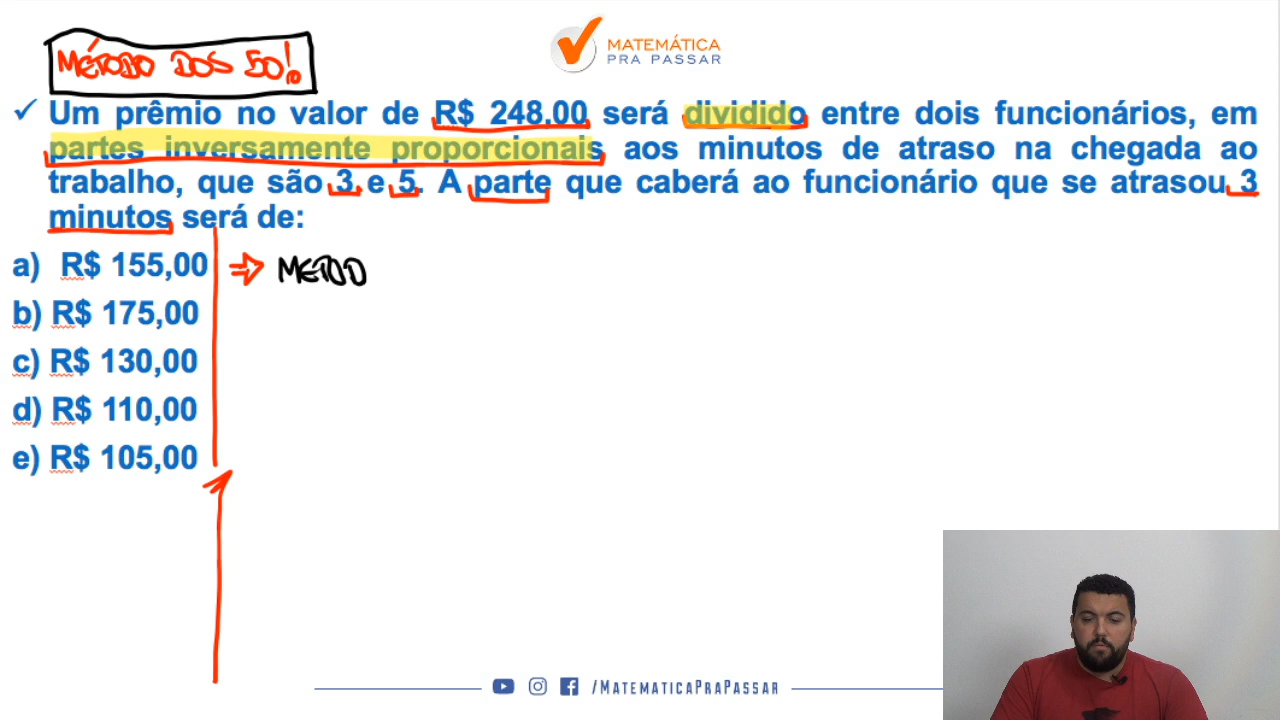 MÉTODO DOS 50!
MATEMÁTICA
PRA PASSAR
✓ Um prêmio no valor de R$ 248,00 será dividido entre dois funcionários, em
partes inversamente proporcionais aos minutos de atraso na chegada ao
trabalho, que são 3 e 5. A parte que caberá ao funcionário que se atrasou 3
minutos será de:
a) R$ 155,00 ⇒ METOD
b) R$ 175,00
c) R$ 130,00
d) R$ 110,00
e) R$ 105,00
/MATEMATICAPRAPASSAR